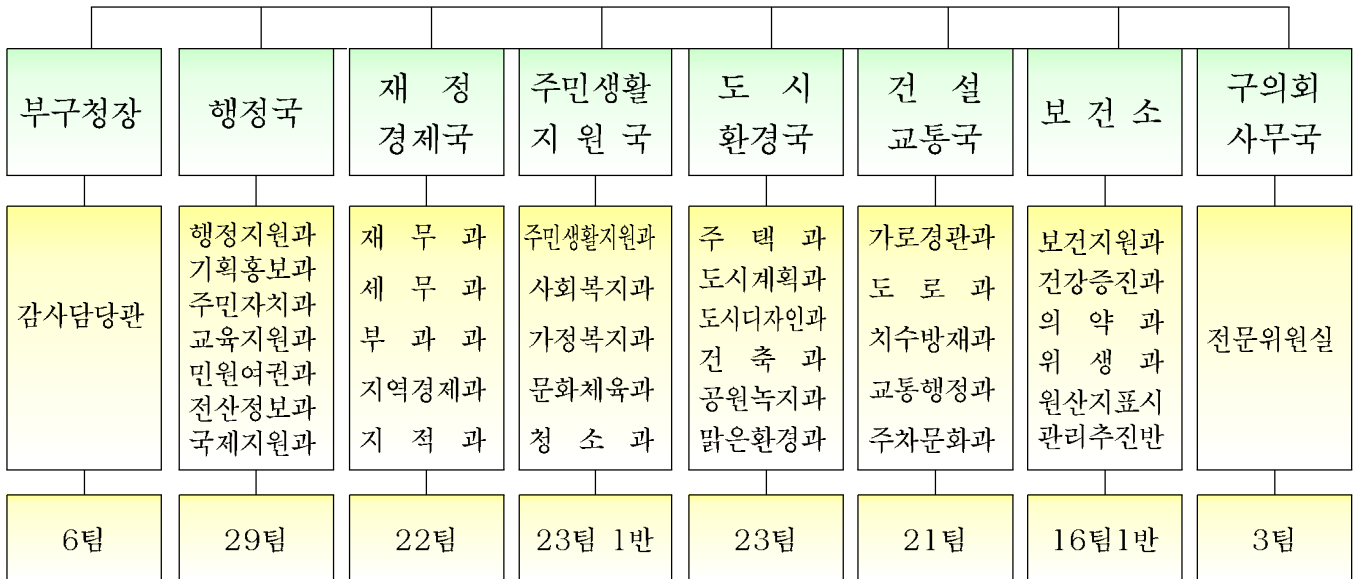 부구청장
행정국
재 정
경제국
주민생활
지 원 국
도 시
환경국
건 설
교통국
보 건 소
구의회
사무국
감사담당관
행정지원과
기획홍보과
주민자치과
교육지원과
민원여권과
전산정보과
국제지원과
재 무 과
세 무 과
부 과 과
지역경제과
지 적 과
주민생활지원과
사회복지과
가정복지과
문화체육과
청 소 과
주 택 과
도시계획과
도시디자인과
건 축 과
공원녹지과
맑은환경과
가로경관과
도 로 과
치수방재과
교통행정과
주차문화과
보건지원과
건강증진과
의 약 과
위 생 과
원산지표시
관리추진반
전문위원실
6팀
29팀
22팀
23팀 1반
23팀
21팀
16팀1반
3팀